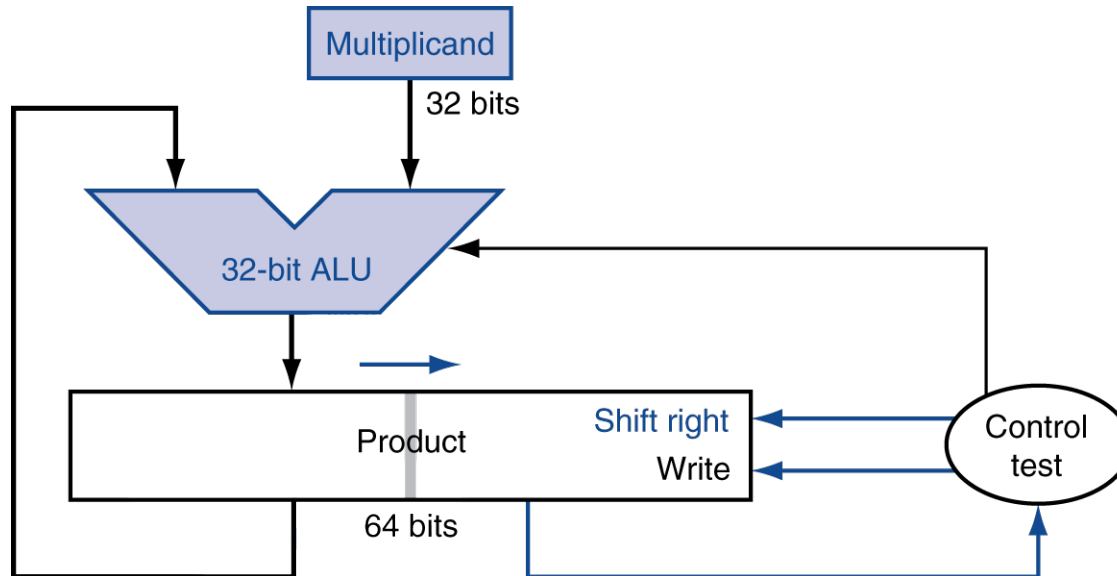 Multiplicand
32 bits
32-bit ALU
Product
Shift right
Write
64 bits
Control
test